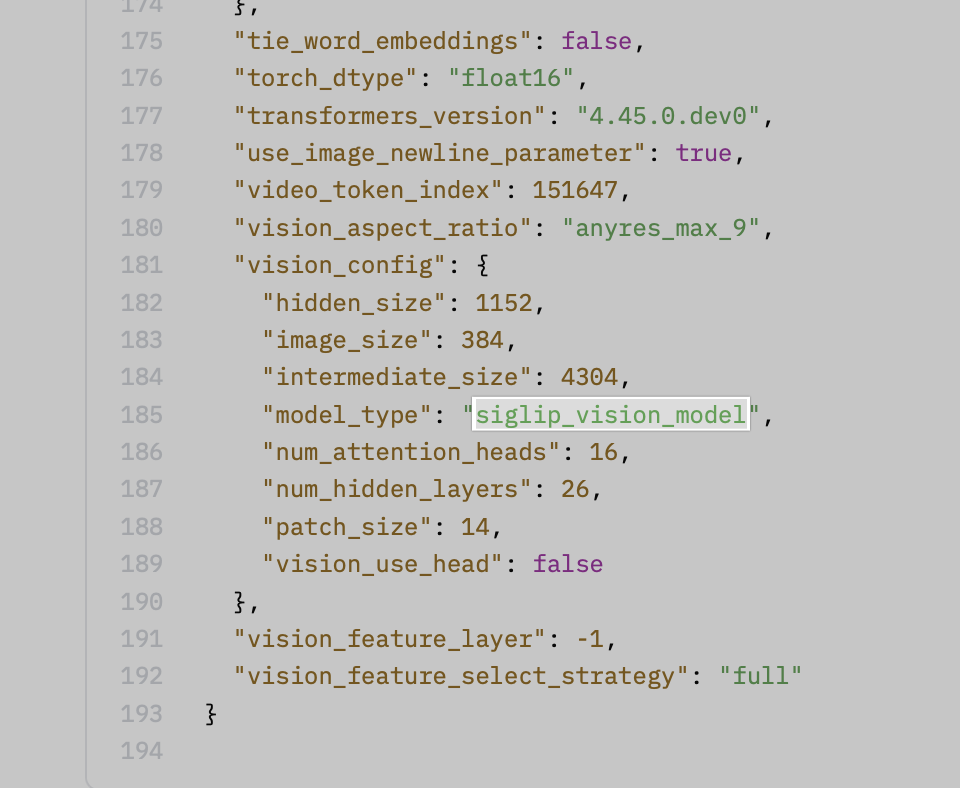 174 },
175 "tie_word_embeddings": false,
176 "torch_dtype": "float16",
177 "transformers_version": "4.45.0.dev0",
178 "use_image_newline_parameter": true,
179 "video_token_index": 151647,
180 "vision_aspect_ratio": "anyres_max_9",
181 "vision_config": {
182 "hidden_size": 1152,
183 "image_size": 384,
184 "intermediate_size": 4304,
185 "model_type": "siglip_vision_model",
186 "num_attention_heads": 16,
187 "num_hidden_layers": 26,
188 "patch_size": 14,
189 "vision_use_head": false
190 },
191 "vision_feature_layer": -1,
192 "vision_feature_select_strategy": "full"
193 }
194